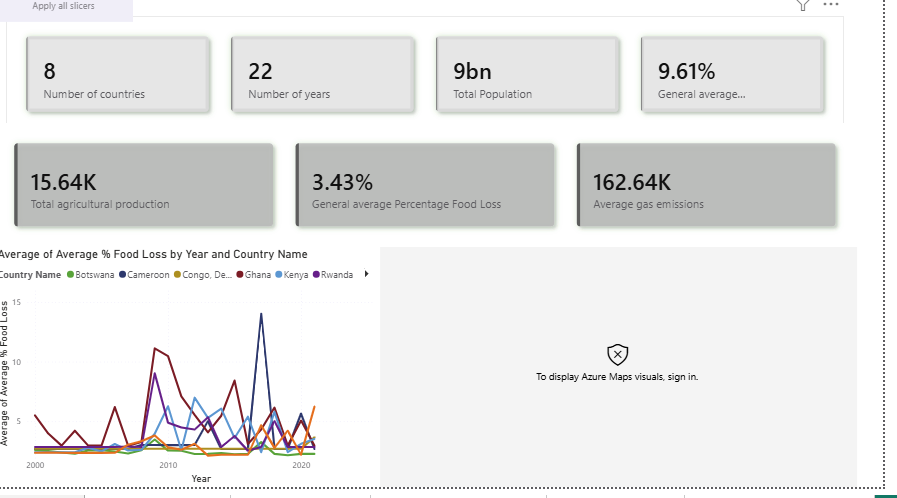 Apply all slicers
8
Number of countries
22
Number of years
9bn
Total Population
9.61%
General average...
15.64K
Total agricultural production
3.43%
General average Percentage Food Loss
162.64K
Average gas emissions
Average of Average % Food Loss by Year and Country Name
Country Name Botswana Cameroon Congo, De... Ghana Kenya Rwanda
Average of Average % Food Loss
15
10
5
2000 2010 2020
Year
To display Azure Maps visuals, sign in.